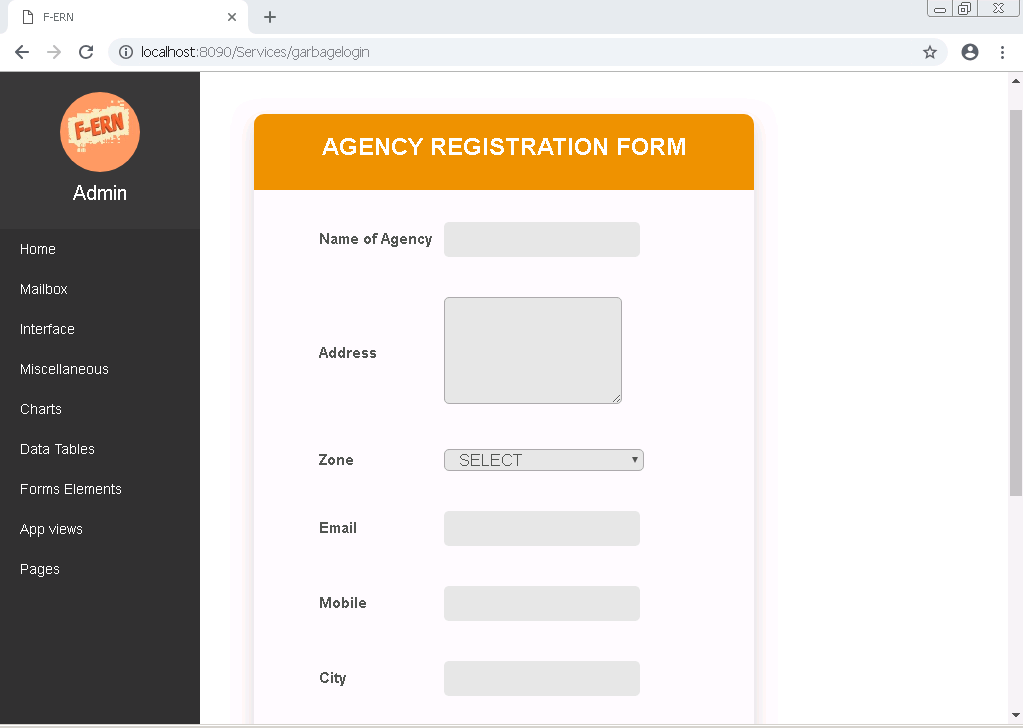 F-ERN
localhost:8090/Services/garbagelogin
F-ERN
Admin
Home
Mailbox
Interface
Miscellaneous
Charts
Data Tables
Forms Elements
App views
Pages
AGENCY REGISTRATION FORM
Name of Agency
Address
Zone
SELECT
Email
Mobile
City